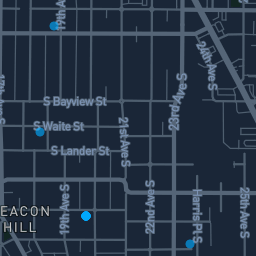 19th A
24th Ave S
S Bayview St
23rd Ave S
S Waite St
21st Ave S
S Lander St
19th Ave S
22nd Ave S
Harris Pl S
25th Ave S
EACON
HILL